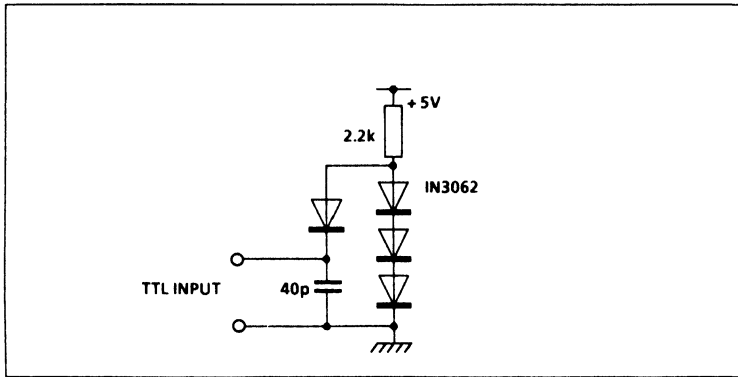 + 5V
2.2k
IN3062
TTL INPUT
40p